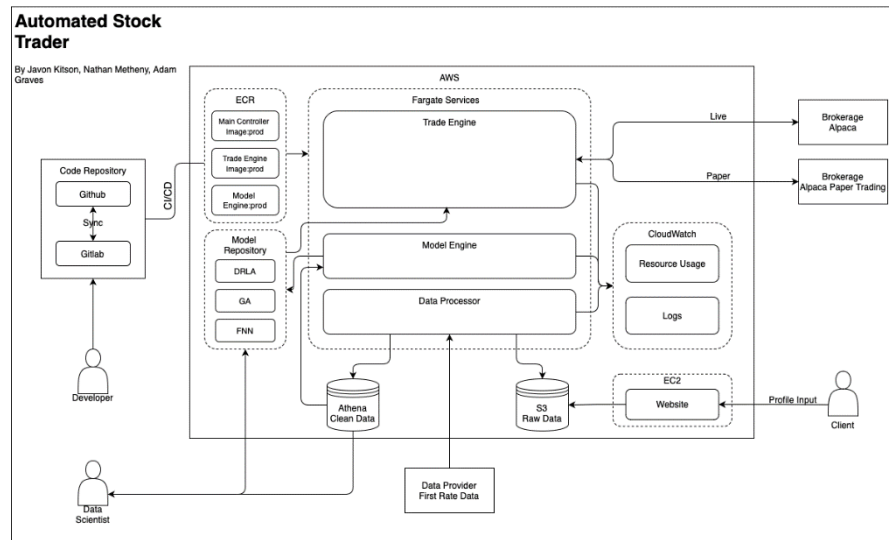 Automated Stock
Trader
By Javon Kitson, Nathan Metheny, Adam
Graves
AWS
ECR
Main Controller
Image:prod
Trade Engine
Image:prod
Model
Engine:prod
Fargate Services
Trade Engine
Model Engine
Data Processor
Live
Brokerage
Alpaca
Paper
Brokerage
Alpaca Paper Trading
Code Repository
Github
Sync
Gitlab
CI/CD
Developer
Model
Repository
DRLA
GA
FNN
CloudWatch
Resource Usage
Logs
Athena
Clean Data
S3
Raw Data
EC2
Website
Profile Input
Client
Data
Scientist
Data Provider
First Rate Data